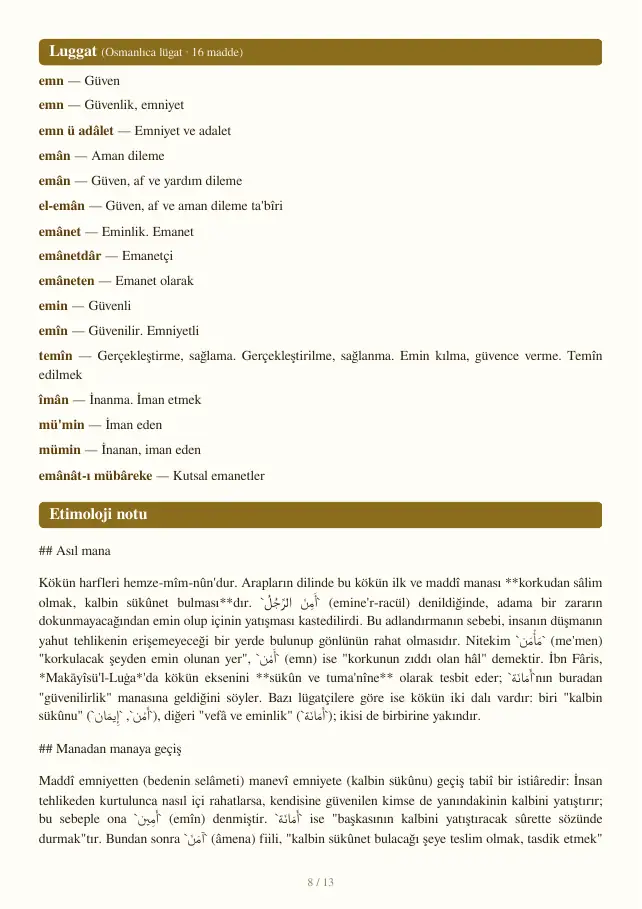 Luggat (Osmanlıca lügat · 16 madde)
emn — Güven
emn — Güvenlik, emniyet
emn ü adâlet — Emniyet ve adalet
emân — Aman dileme
emân — Güven, af ve yardım dileme
el-emân — Güven, af ve aman dileme ta'bîri
emânet — Eminlik. Emanet
emânetdâr — Emanetçi
emâneten — Emanet olarak
emin — Güvenli
emîn — Güvenilir. Emniyetli
temîn — Gerçekleştirme, sağlama. Gerçekleştirilme, sağlanma. Emin kılma, güvence verme. Temîn
edilmek
îmân — İnanma. İman etmek
mü'min — İman eden
mümin — İnanan, iman eden
emânât-ı mübâreke — Kutsal emanetler
Etimoloji notu
## Asıl mana
Kökün harfleri hemze-mîm-nûn'dur. Arapların dilinde bu kökün ilk ve maddî manası **korkudan sâlim
olmak, kalbin sükûnet bulması**dır. `أَمِنَ الرَّجُلُ` (emine'r-racül) denildiğinde, adama bir zararın
dokunmayacağından emin olup içinin yatışması kastedilirdi. Bu adlandırmanın sebebi, insanın düşmanın
yahut tehlikenin erişemeyeceği bir yerde bulunup gönlünün rahat olmasıdır. Nitekim `مَأْمَن` (me'men)
"korkulacak şeyden emin olunan yer", `أَمْن` (emn) ise "korkunun zıddı olan hâl" demektir. İbn Fâris,
*Makāyîsü'l-Luġa*'da kökün eksenini **sükûn ve tuma'nîne** olarak tesbit eder; `أَمَانَة`nın buradan
"güvenilirlik" manasına geldiğini söyler. Bazı lügatçilere göre ise kökün iki dalı vardır: biri "kalbin
sükûnu" (`أَمْن`, `إِيمَان`), diğeri "vefâ ve eminlik" (`أَمَانَة`); ikisi de birbirine yakındır.
## Manadan manaya geçiş
Maddî emniyetten (bedenin selâmeti) manevî emniyete (kalbin sükûnu) geçiş tabiî bir istiâredir: İnsan
tehlikeden kurtulunca nasıl içi rahatlarsa, kendisine güvenilen kimse de yanındakinin kalbini yatıştırır;
bu sebeple ona `أَمِين` (emîn) denmiştir. `أَمَانَة` ise "başkasının kalbini yatıştıracak sûrette sözünde
durmak"tır. Bundan sonra `آمَنَ` (âmena) fiili, "kalbin sükûnet bulacağı şeye teslim olmak, tasdik etmek"
8 / 13